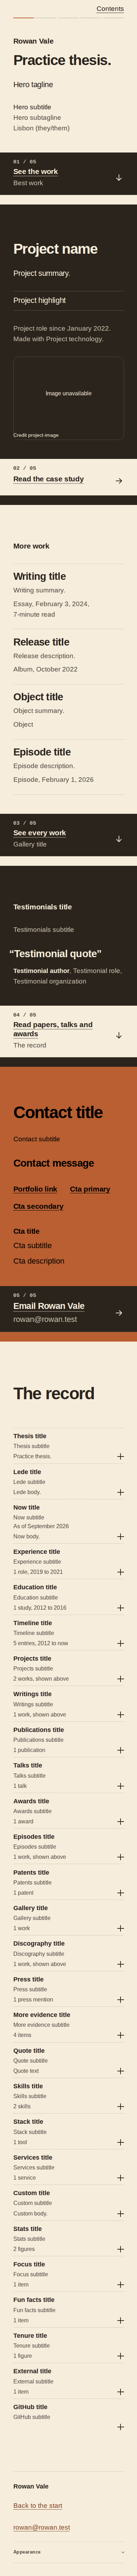 Contents
Rowan Vale
Practice thesis.
Hero tagline
Hero subtitle
Hero subtagline
Lisbon (they/them)
01 / 05
See the work
Best work
Project name
Project summary.
Project highlight
Project role since January 2022.
Made with Project technology.
Image unavailable
Credit project-image
02 / 05
Read the case study
More work
Writing title
Writing summary.
Essay, February 3, 2024,
7-minute read
Release title
Release description.
Album, October 2022
Object title
Object summary.
Object
Episode title
Episode description.
Episode, February 1, 2026
03 / 05
See every work
Gallery title
Testimonials title
Testimonials subtitle
“Testimonial quote”
Testimonial author, Testimonial role,
Testimonial organization
04 / 05
Read papers, talks and
awards
The record
Contact title
Contact subtitle
Contact message
Portfolio link Cta primary
Cta secondary
Cta title
Cta subtitle
Cta description
05 / 05
Email Rowan Vale
rowan@rowan.test
The record
Thesis title
Thesis subtitle
Practice thesis.
Lede title
Lede subtitle
Lede body.
Now title
Now subtitle
As of September 2026
Now body.
Experience title
Experience subtitle
1 role, 2019 to 2021
Education title
Education subtitle
1 study, 2012 to 2016
Timeline title
Timeline subtitle
5 entries, 2012 to now
Projects title
Projects subtitle
2 works, shown above
Writings title
Writings subtitle
1 work, shown above
Publications title
Publications subtitle
1 publication
Talks title
Talks subtitle
1 talk
Awards title
Awards subtitle
1 award
Episodes title
Episodes subtitle
1 work, shown above
Patents title
Patents subtitle
1 patent
Gallery title
Gallery subtitle
1 work
Discography title
Discography subtitle
1 work, shown above
Press title
Press subtitle
1 press mention
More evidence title
More evidence subtitle
4 items
Quote title
Quote subtitle
Quote text
Skills title
Skills subtitle
2 skills
Stack title
Stack subtitle
1 tool
Services title
Services subtitle
1 service
Custom title
Custom subtitle
Custom body.
Stats title
Stats subtitle
2 figures
Focus title
Focus subtitle
1 item
Fun facts title
Fun facts subtitle
1 item
Tenure title
Tenure subtitle
1 figure
External title
External subtitle
1 item
GitHub title
GitHub subtitle
Rowan Vale
Back to the start
rowan@rowan.test
Appearance